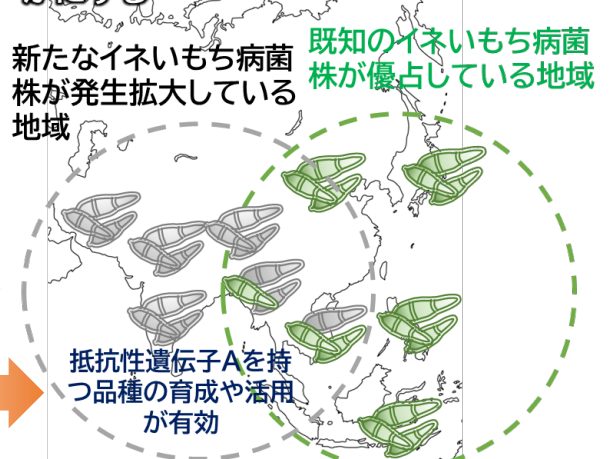 新たなイネいもち病菌
株が発生拡大している
地域
既知のイネいもち病菌
株が優占している地域
抵抗性遺伝子Aを持
つ品種の育成や活用
が有効